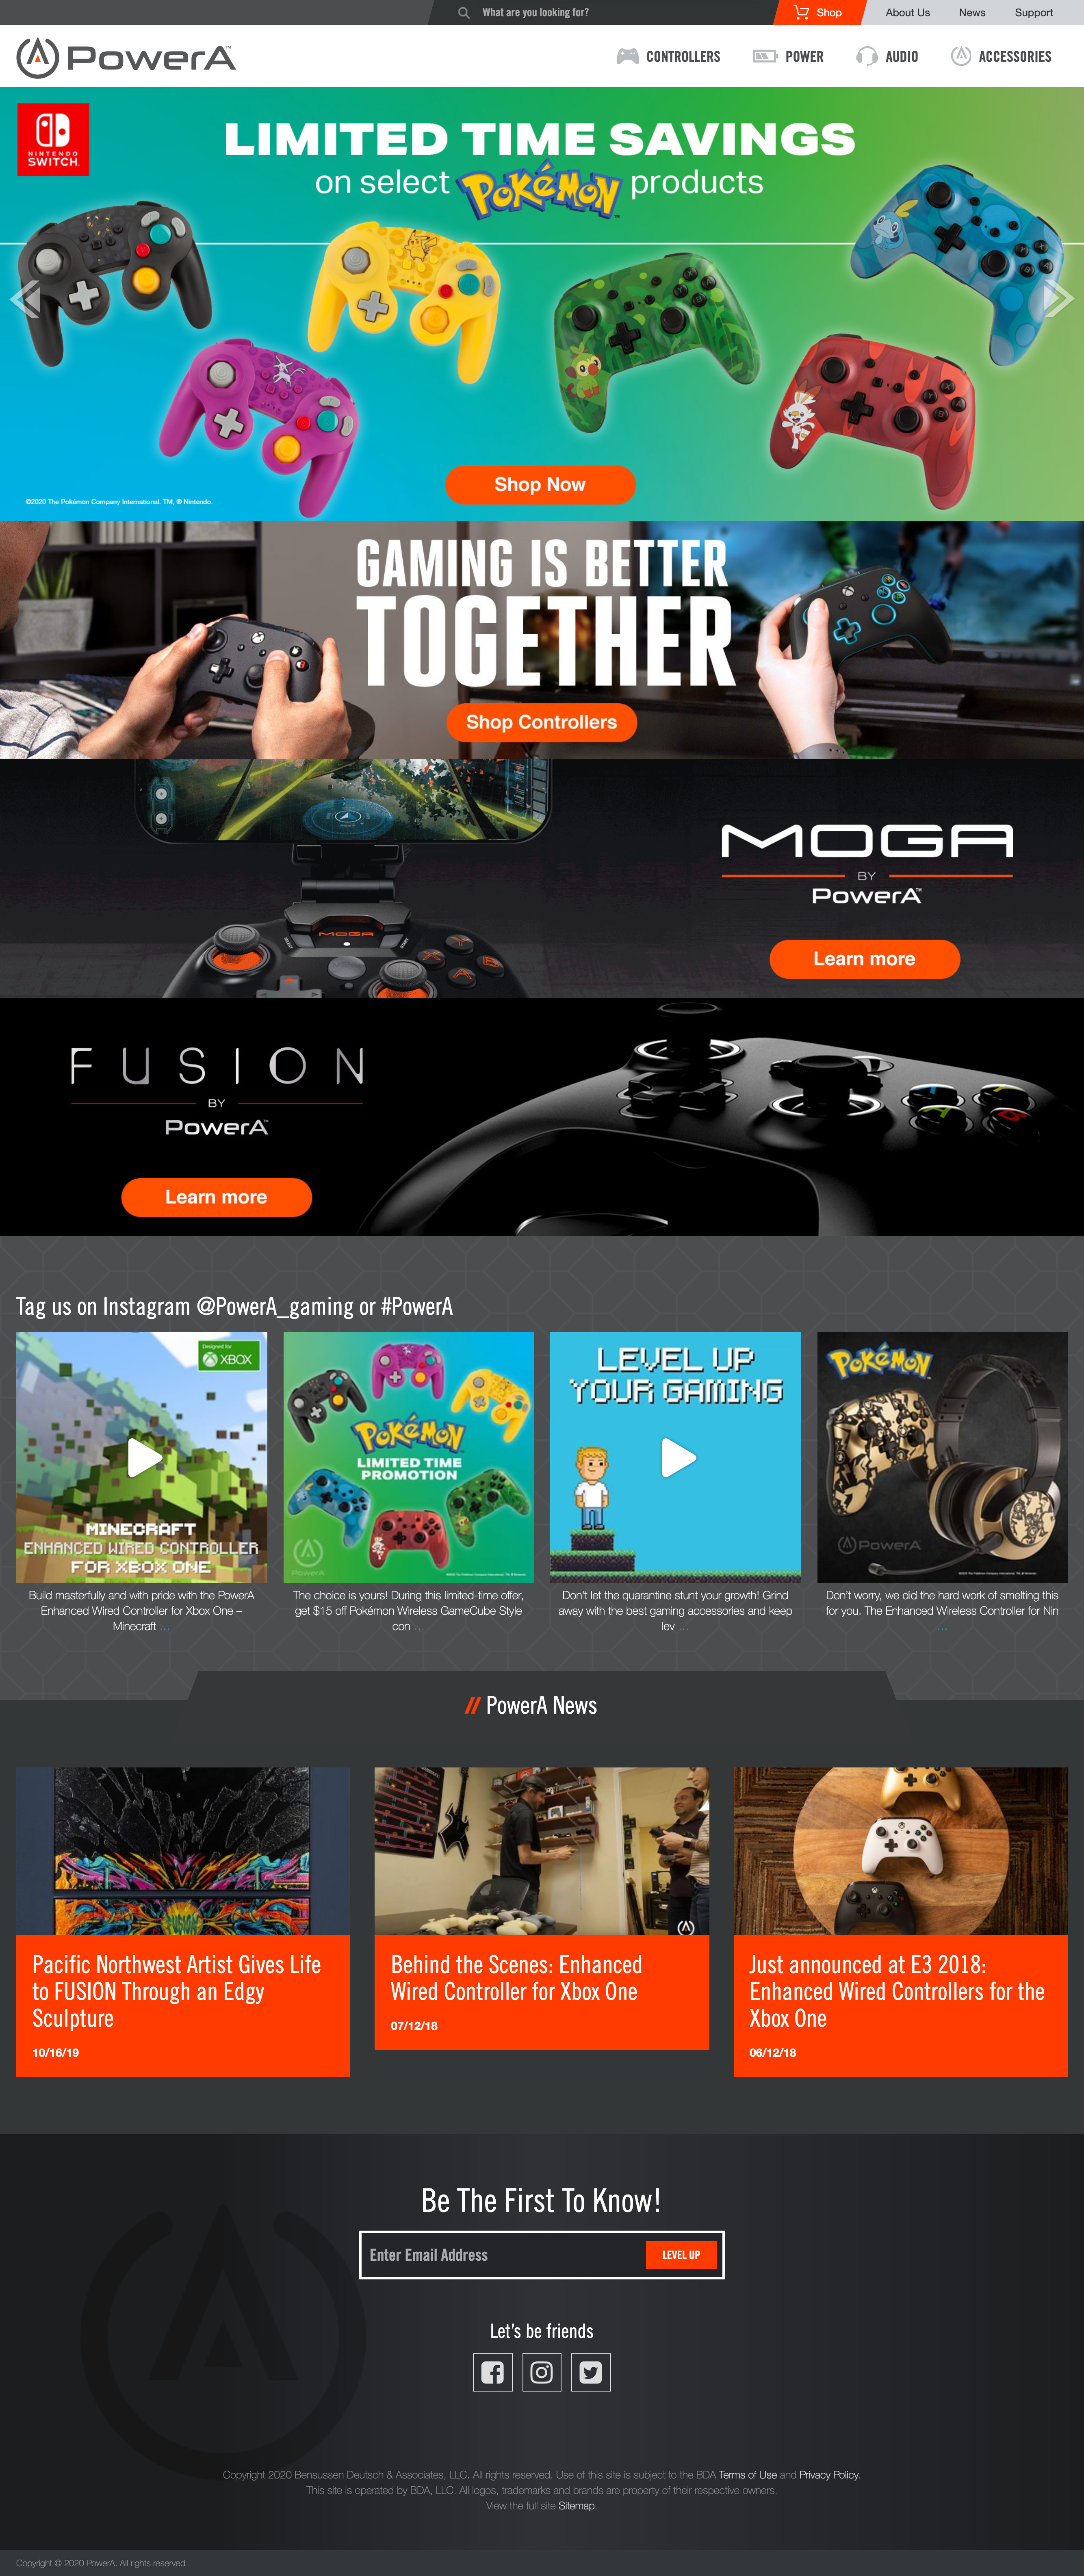 What are you looking for?
Shop
About Us
News
Support
PowerA™
CONTROLLERS
POWER
AUDIO
ACCESSORIES
NINTENDO
SWITCH
LIMITED TIME SAVINGS
on select POKéMON products
Shop Now
©2020 The Pokémon Company International. TM, ® Nintendo.
GAMING IS BETTER
TOGETHER
Shop Controllers
MOGA
MOGA
BY
PowerA™
Learn more
FUSION
BY
PowerA
Learn more
Tag us on Instagram @PowerA_gaming or #PowerA
Designed for
XBOX
MINECRAFT
ENHANCED WIRED CONTROLLER
FOR XBOX ONE
POKéMON
LIMITED TIME
PROMOTION
PowerA
LEVEL UP
YOUR GAMING
POKéMON
PowerA
Build masterfully and with pride with the PowerA
Enhanced Wired Controller for Xbox One –
Minecraft ...
The choice is yours! During this limited-time offer,
get $15 off Pokémon Wireless GameCube Style
con ...
Don't let the quarantine stunt your growth! Grind
away with the best gaming accessories and keep
lev ...
Don't worry, we did the hard work of smelting this
for you. The Enhanced Wireless Controller for Nin
...
// PowerA News
FUSION
Pacific Northwest Artist Gives Life
to FUSION Through an Edgy
Sculpture
10/16/19
Behind the Scenes: Enhanced
Wired Controller for Xbox One
07/12/18
Just announced at E3 2018:
Enhanced Wired Controllers for the
Xbox One
06/12/18
Be The First To Know!
Enter Email Address
LEVEL UP
Let's be friends
Copyright 2020 Bensussen Deutsch & Associates, LLC. All rights reserved. Use of this site is subject to the BDA Terms of Use and Privacy Policy.
This site is operated by BDA, LLC. All logos, trademarks and brands are property of their respective owners.
View the full site Sitemap.
Copyright © 2020 PowerA. All rights reserved.